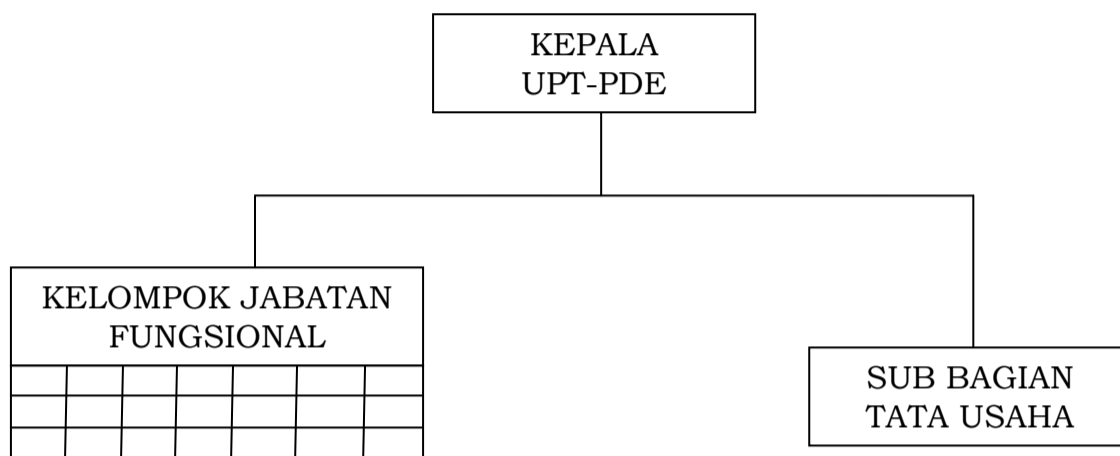 KEPALA
UPT-PDE
KELOMPOK JABATAN
FUNGSIONAL
SUB BAGIAN
TATA USAHA